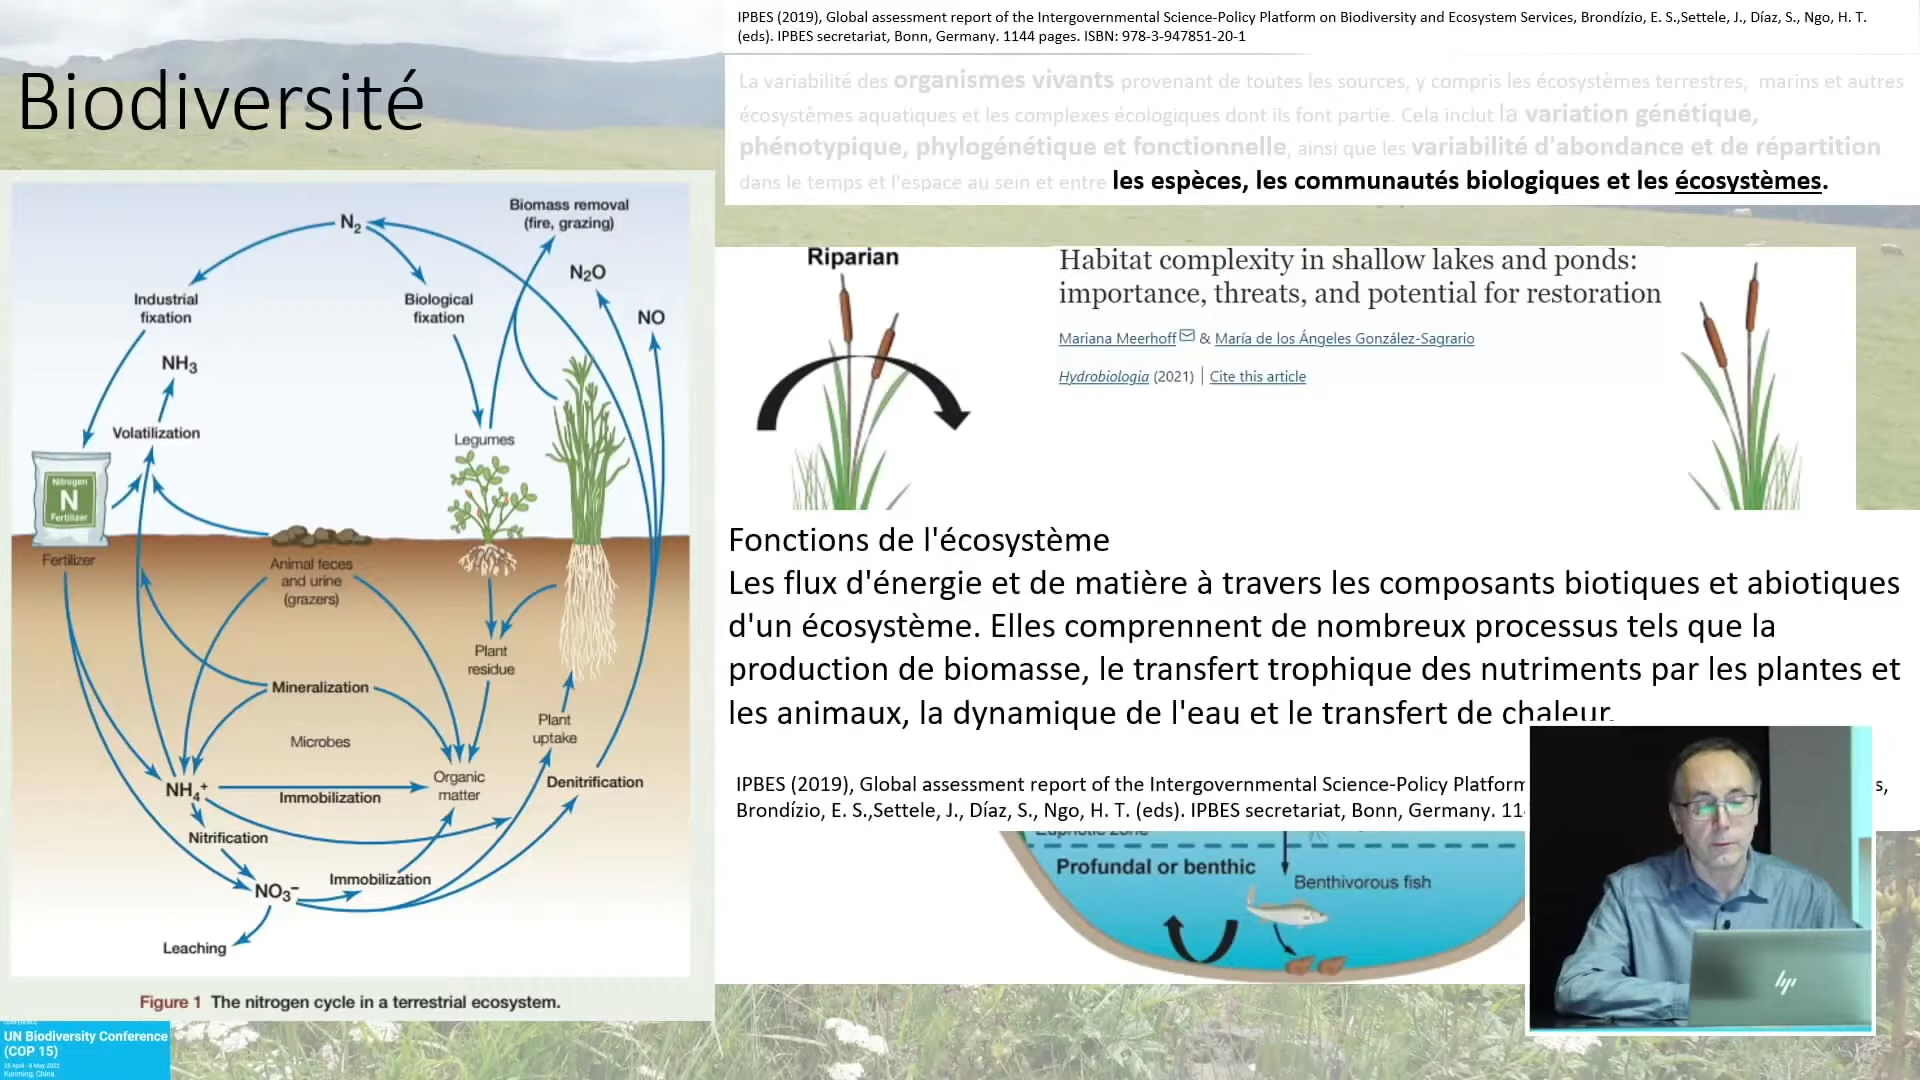 IPBES (2019), Global assessment report of the Intergovernmental Science-Policy Platform on Biodiversity and Ecosystem Services, Brondízio, E. S.,Settele, J., Díaz, S., Ngo, H. T.
(eds). IPBES secretariat, Bonn, Germany. 1144 pages. ISBN: 978-3-947851-20-1
Biodiversité
La variabilité des organismes vivants provenant de toutes les sources, y compris les écosystèmes terrestres, marins et autres
écosystèmes aquatiques et les complexes écologiques dont ils font partie. Cela inclut la variation génétique,
phénotypique, phylogénétique et fonctionnelle, ainsi que les variabilité d'abondance et de répartition
dans le temps et l'espace au sein et entre les espèces, les communautés biologiques et les écosystèmes.
N2
Biomass removal
(fire, grazing)
N2O
NO
Industrial
fixation
Biological
fixation
NH3
Volatilization
Legumes
Nitrogen
N
Fertilizer
Fertilizer
Animal feces
and urine
(grazers)
Plant
residue
Mineralization
Microbes
Plant
uptake
NH4+
Immobilization
Organic
matter
Denitrification
Nitrification
NO3−
Immobilization
Leaching
Figure 1 The nitrogen cycle in a terrestrial ecosystem.
UN Biodiversity Conference
(COP 15)
25 April - 8 May 2022
Kunming, China
Riparian
Habitat complexity in shallow lakes and ponds:
importance, threats, and potential for restoration
Mariana Meerhoff & María de los Ángeles González-Sagrario
Hydrobiologia (2021) | Cite this article
Fonctions de l'écosystème
Les flux d'énergie et de matière à travers les composants biotiques et abiotiques
d'un écosystème. Elles comprennent de nombreux processus tels que la
production de biomasse, le transfert trophique des nutriments par les plantes et
les animaux, la dynamique de l'eau et le transfert de chaleur.
IPBES (2019), Global assessment report of the Intergovernmental Science-Policy Platform s,
Brondízio, E. S.,Settele, J., Díaz, S., Ngo, H. T. (eds). IPBES secretariat, Bonn, Germany. 11
Euphotic zone
Profundal or benthic
Benthivorous fish
hp